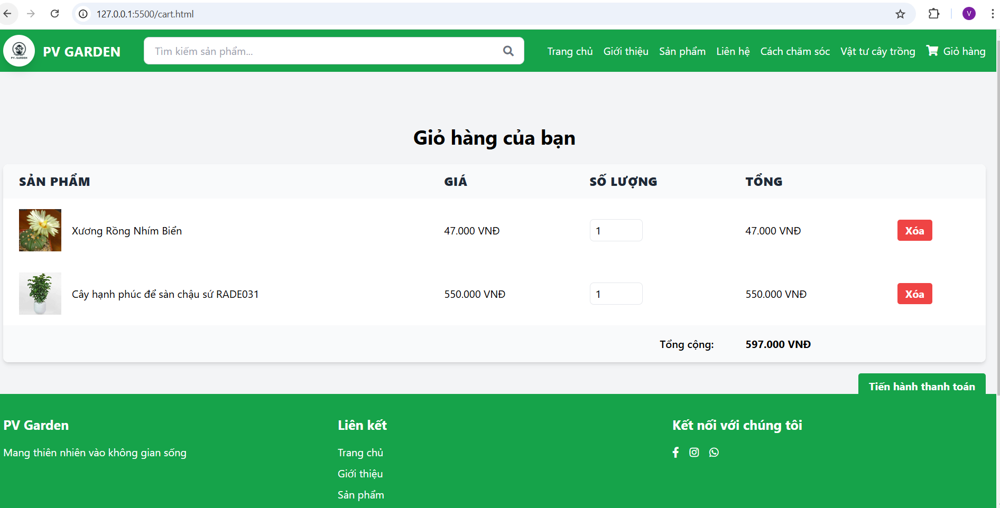 127.0.0.1:5500/cart.html
V
PV. GARDEN
PV GARDEN
Tìm kiếm sản phẩm...
Trang chủ Giới thiệu Sản phẩm Liên hệ Cách chăm sóc Vật tư cây trồng Giỏ hàng
Giỏ hàng của bạn
SẢN PHẨM GIÁ SỐ LƯỢNG TỔNG
Xương Rồng Nhím Biển 47.000 VNĐ 1 47.000 VNĐ Xóa
Cây hạnh phúc để sàn chậu sứ RADE031 550.000 VNĐ 1 550.000 VNĐ Xóa
Tổng cộng: 597.000 VNĐ
Tiến hành thanh toán
PV Garden Liên kết Kết nối với chúng tôi
Mang thiên nhiên vào không gian sống Trang chủ
Giới thiệu
Sản phẩm